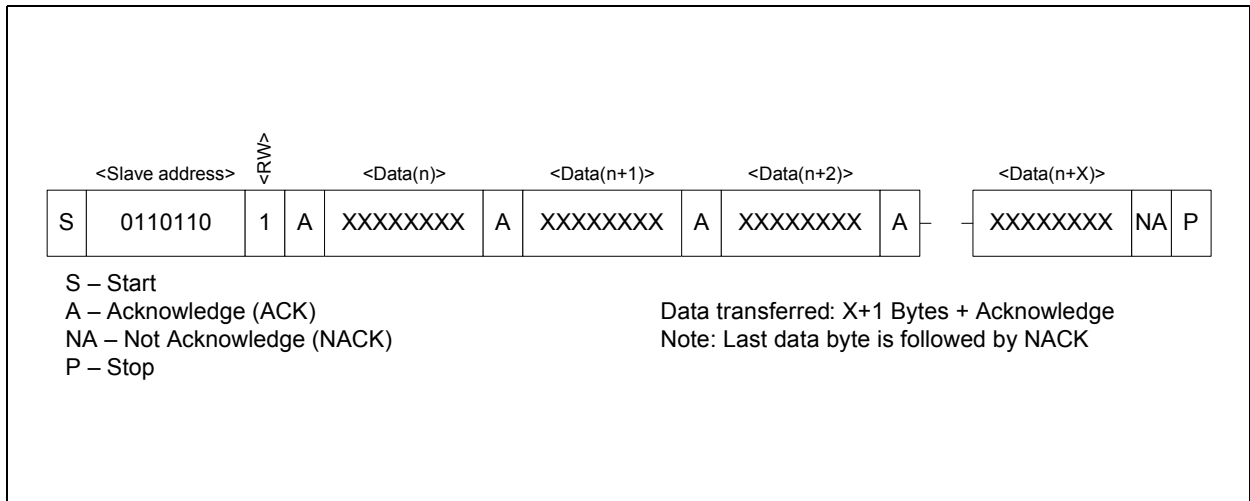 <RW>
<Slave address> <Data(n)> <Data(n+1)> <Data(n+2)> <Data(n+X)>
S 0110110 1 A XXXXXXXX A XXXXXXXX A XXXXXXXX A XXXXXXXX NA P
S – Start
A – Acknowledge (ACK)
NA – Not Acknowledge (NACK)
P – Stop
Data transferred: X+1 Bytes + Acknowledge
Note: Last data byte is followed by NACK